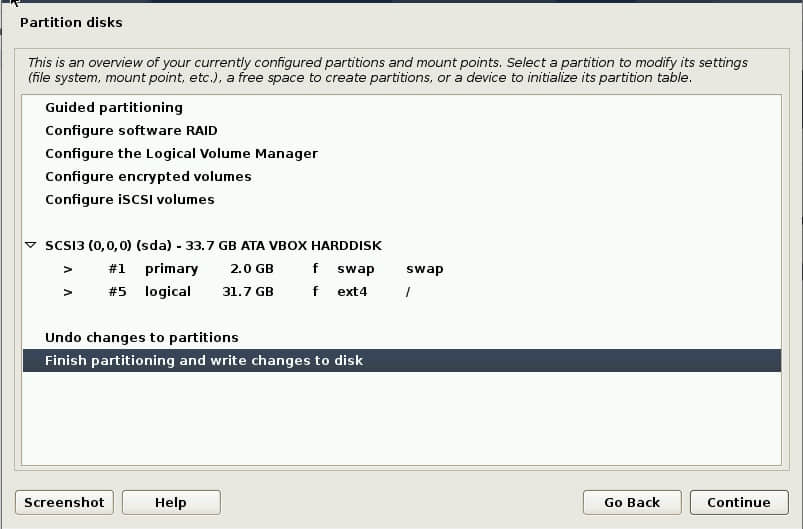 Partition disks
This is an overview of your currently configured partitions and mount points. Select a partition to modify its settings
(file system, mount point, etc.), a free space to create partitions, or a device to initialize its partition table.
Guided partitioning
Configure software RAID
Configure the Logical Volume Manager
Configure encrypted volumes
Configure iSCSI volumes
SCSI3 (0,0,0) (sda) - 33.7 GB ATA VBOX HARDDISK
> #1 primary 2.0 GB f swap swap
> #5 logical 31.7 GB f ext4 /
Undo changes to partitions
Finish partitioning and write changes to disk
Screenshot Help Go Back Continue